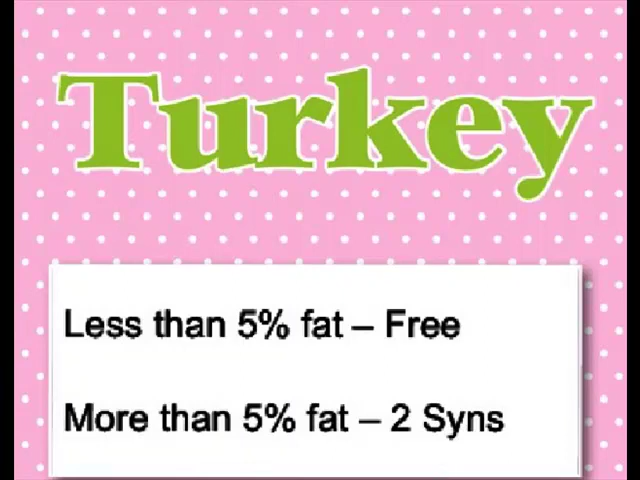 Turkey
Less than 5% fat – Free
More than 5% fat – 2 Syns